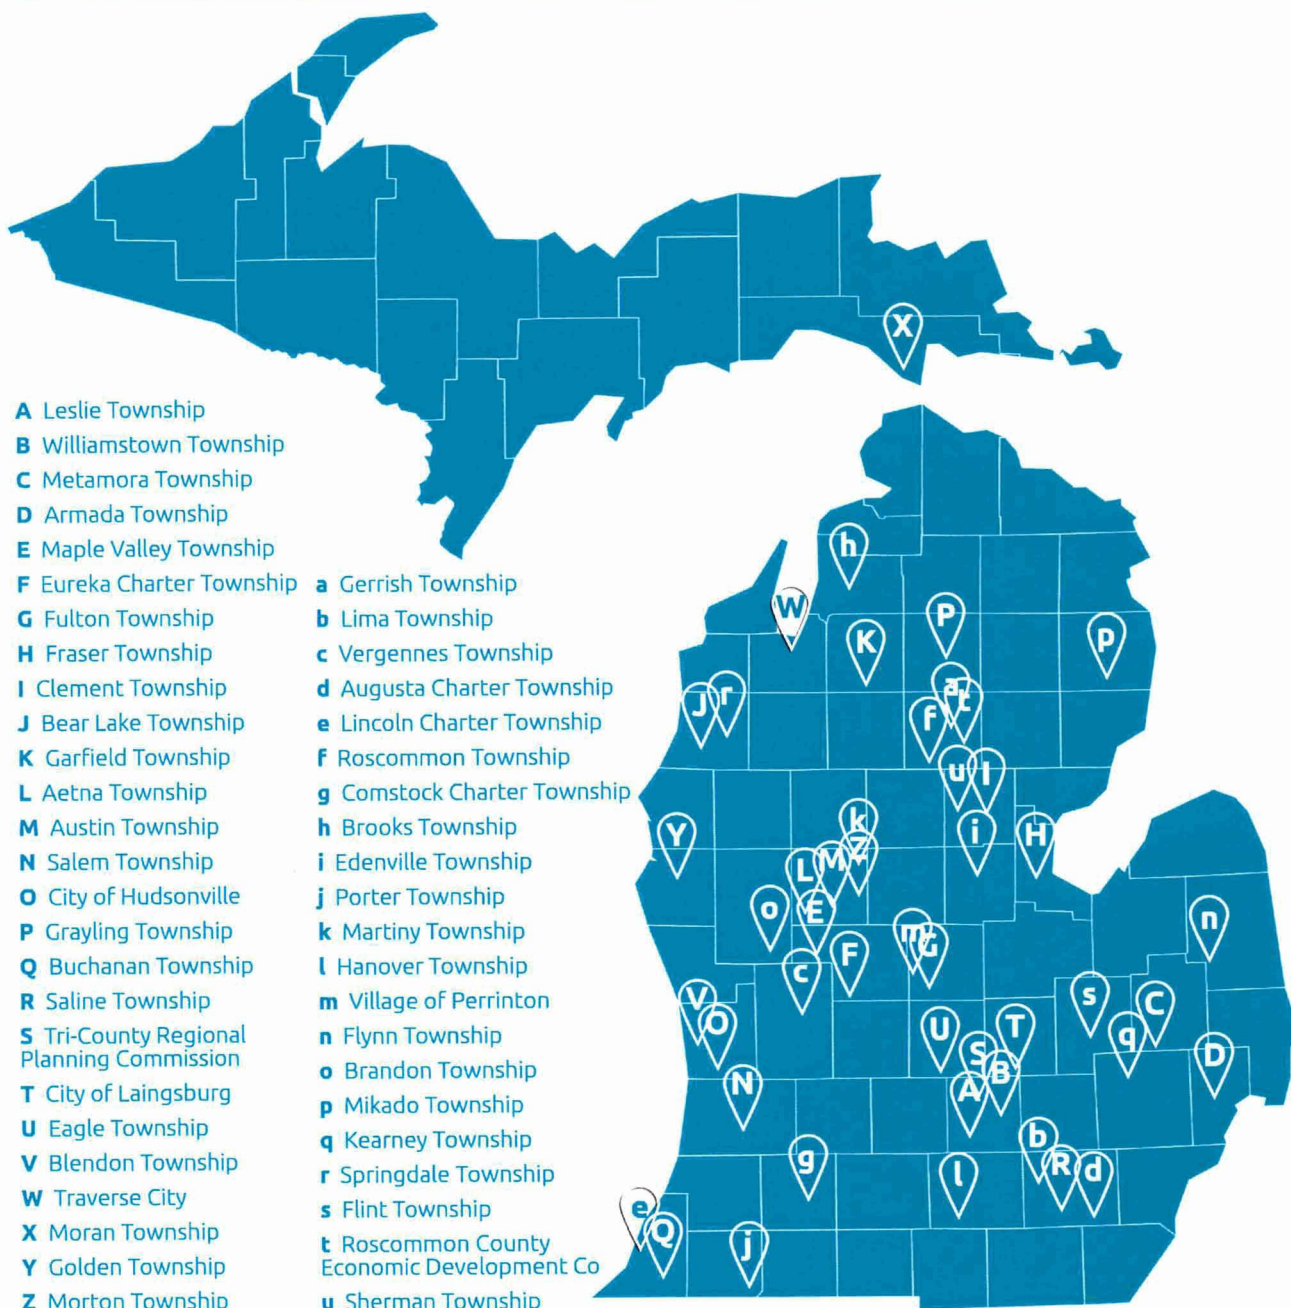 A Leslie Township
B Williamstown Township
C Metamora Township
D Armada Township
E Maple Valley Township
F Eureka Charter Township
G Fulton Township
H Fraser Township
I Clement Township
J Bear Lake Township
K Garfield Township
L Aetna Township
M Austin Township
N Salem Township
O City of Hudsonville
P Grayling Township
Q Buchanan Township
R Saline Township
S Tri-County Regional
Planning Commission
T City of Laingsburg
U Eagle Township
V Blendon Township
W Traverse City
X Moran Township
Y Golden Township
Z Morton Township
a Gerrish Township
b Lima Township
c Vergennes Township
d Augusta Charter Township
e Lincoln Charter Township
f Roscommon Township
g Comstock Charter Township
h Brooks Township
i Edenville Township
j Porter Township
k Martiny Township
l Hanover Township
m Village of Perrinton
n Flynn Township
o Brandon Township
p Mikado Township
q Kearney Township
r Springdale Township
s Flint Township
t Roscommon County
Economic Development Co
u Sherman Township
X
h
W
K
P
p
a
t
J
r
f
u
I
Y
k
Z
i
H
L
M
o
E
m
G
n
c
F
V
O
U
S
T
s
q
C
D
N
A
B
b
g
l
R
d
e
Q
j